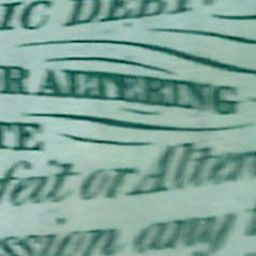 IC DEBT.
R ALTERING
TE
feit or Alter
ssion any